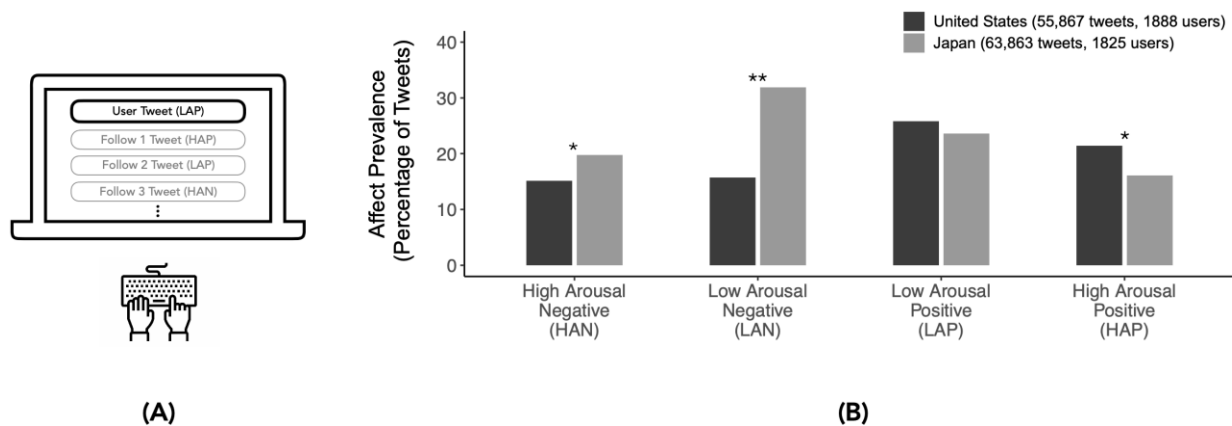 User Tweet (LAP)
Follow 1 Tweet (HAP)
Follow 2 Tweet (LAP)
Follow 3 Tweet (HAN)
(A)
United States (55,867 tweets, 1888 users)
Japan (63,863 tweets, 1825 users)
Affect Prevalence
(Percentage of Tweets)
40
30
20
10
0
*
**
*
High Arousal
Negative
(HAN)
Low Arousal
Negative
(LAN)
Low Arousal
Positive
(LAP)
High Arousal
Positive
(HAP)
(B)